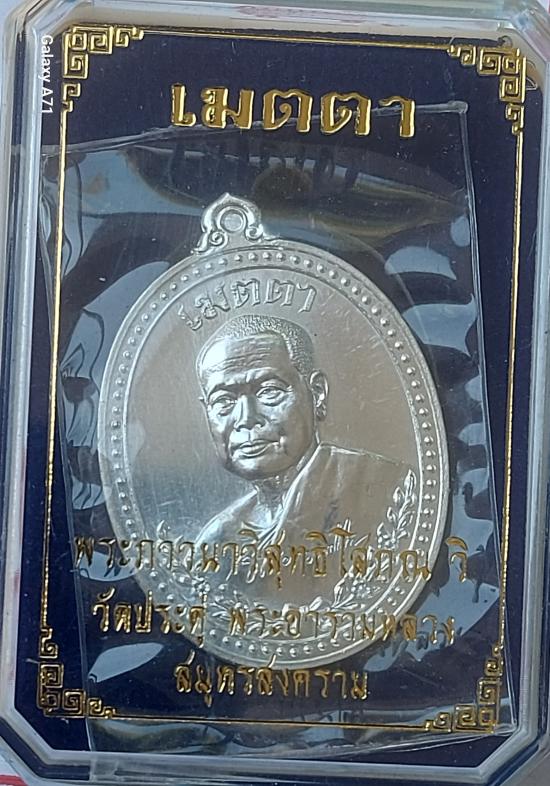 Galaxy A71
เมตตา
เมตตา
พระภาวนาวิสุทธิโสภณ วิ
วัดประดู่ พระอารามหลวง
สมุทรสงคราม